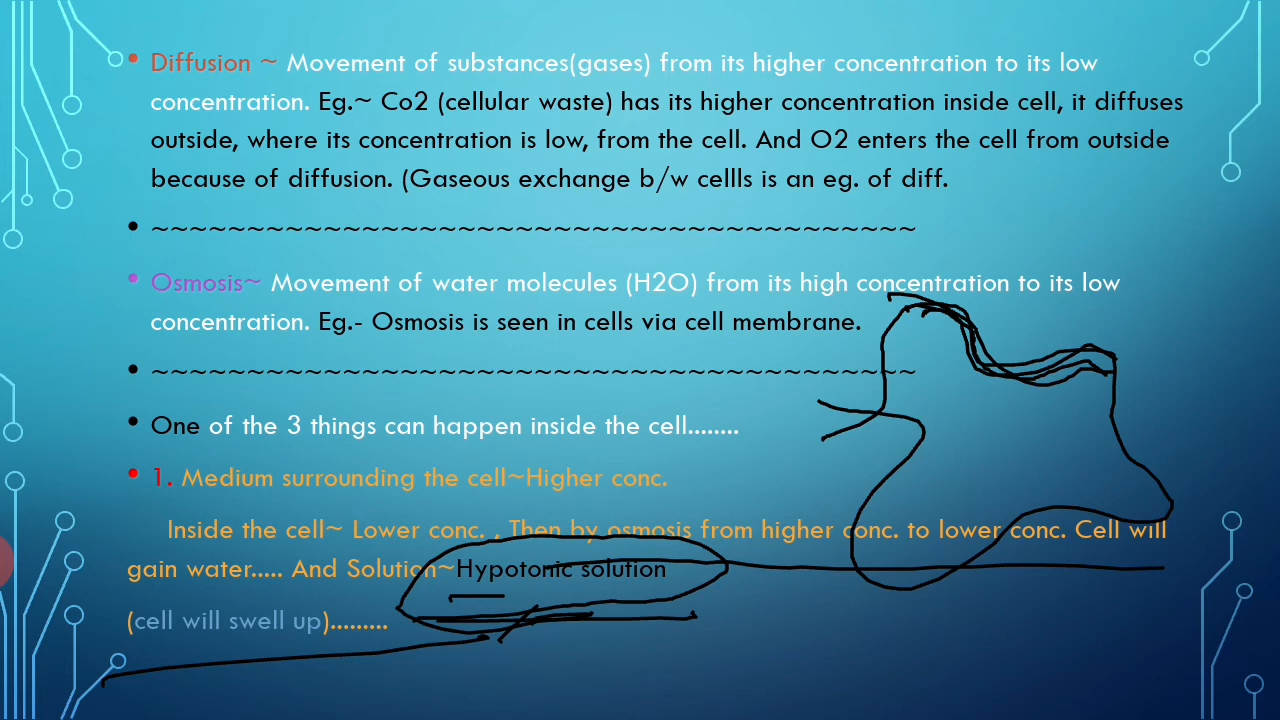 • Diffusion ~ Movement of substances(gases) from its higher concentration to its low
concentration. Eg.~ Co2 (cellular waste) has its higher concentration inside cell, it diffuses
outside, where its concentration is low, from the cell. And O2 enters the cell from outside
because of diffusion. (Gaseous exchange b/w cellls is an eg. of diff.
• ~~~~~~~~~~~~~~~~~~~~~~~~~~~~~~~~~~~~~~~~
• Osmosis~ Movement of water molecules (H2O) from its high concentration to its low
concentration. Eg.- Osmosis is seen in cells via cell membrane.
• ~~~~~~~~~~~~~~~~~~~~~~~~~~~~~~~~~~~~~~~~
• One of the 3 things can happen inside the cell........
• 1. Medium surrounding the cell~Higher conc.
Inside the cell~ Lower conc. , Then by osmosis from higher conc. to lower conc. Cell will
gain water..... And Solution~Hypotonic solution
(cell will swell up).........